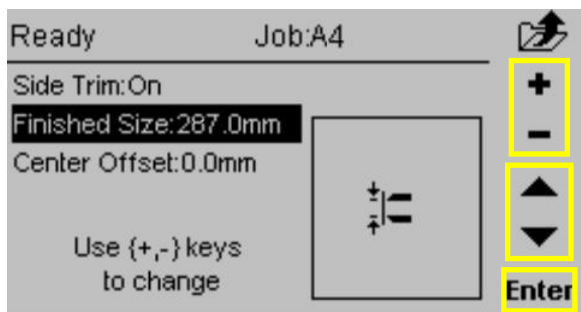 Ready Job:A4
Side Trim:On
Finished Size:287.0mm
Center Offset:0.0mm
Use {+,-} keys
to change
+
-
Enter